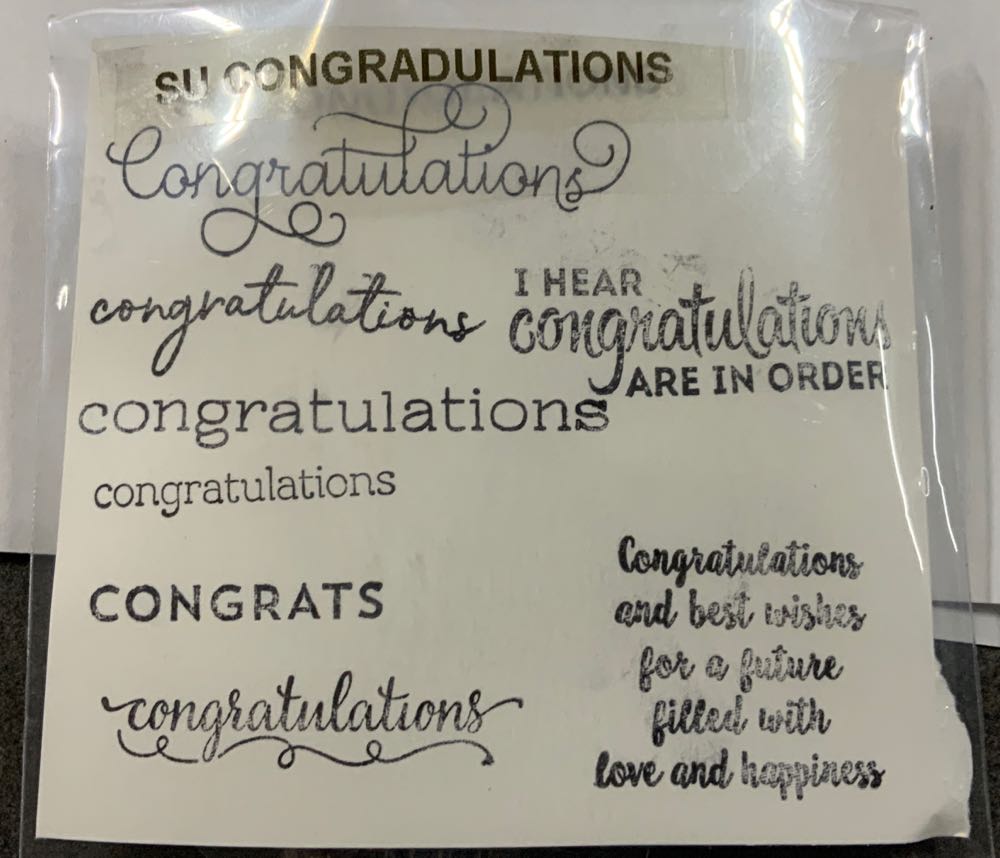 SU CONGRADULATIONS
Congratulations
congratulations
I HEAR
congratulations
ARE IN ORDER
congratulations
congratulations
CONGRATS
congratulations
Congratulations
and best wishes
for a future
filled with
love and happiness